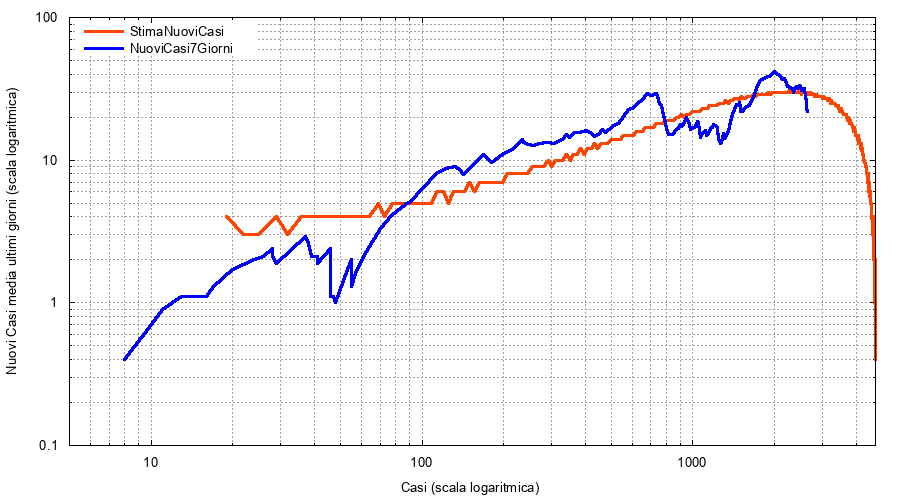 StimaNuoviCasi
NuoviCasi7Giorni
Nuovi Casi media ultimi giorni (scala logaritmica)
100
10
1
0.1
10
100
1000
Casi (scala logaritmica)